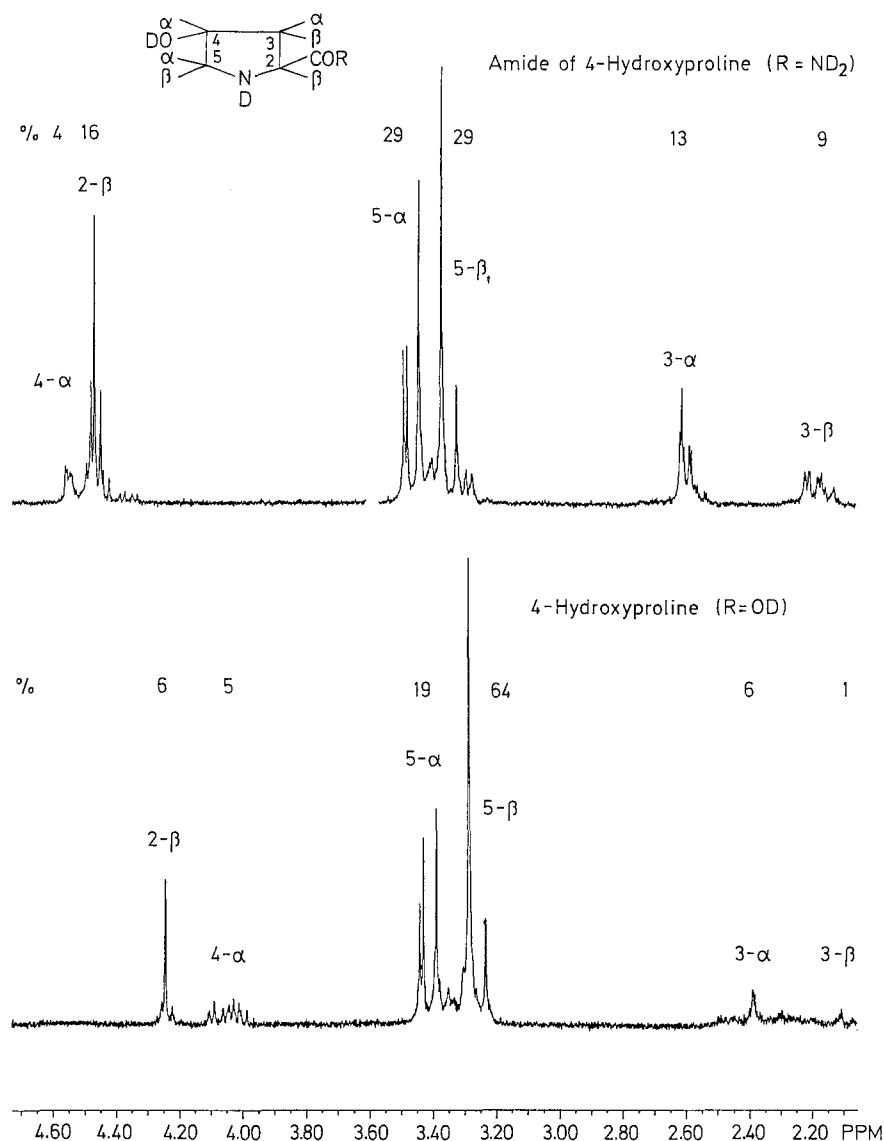 α α
DO 4 3 β
α 5 2 COR
β N β
D
Amide of 4-Hydroxyproline (R = ND₂)
% 4 16 29 29 13 9
2-β
5-α
5-β
3-α
4-α
3-β
4-Hydroxyproline (R=OD)
% 6 5 19 64 6 1
5-α
5-β
2-β
4-α
3-α 3-β
4.60 4.40 4.20 4.00 3.80 3.60 3.40 3.20 3.00 2.80 2.60 2.40 2.20 PPM